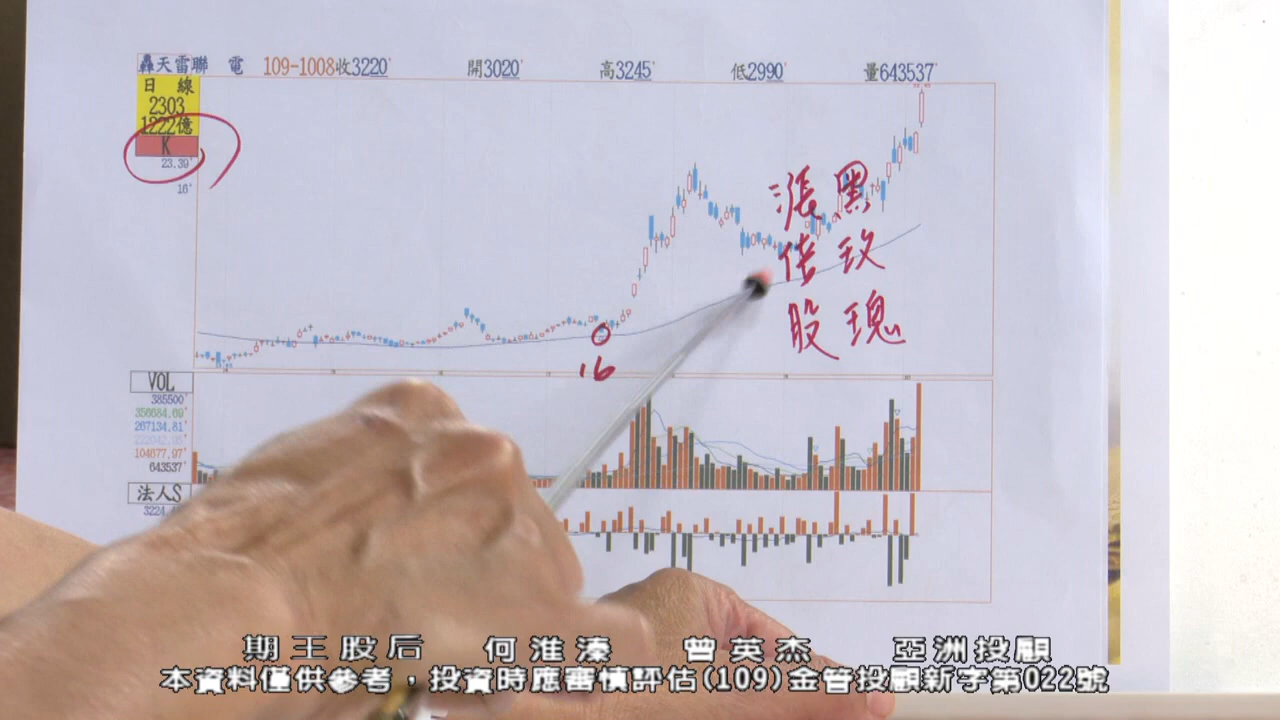 轟天雷聯 電 109-1008收3220' 開3020' 高3245' 低2990' 量643537'
日 線
2303
1222億
K
23.39'
16'
漲佬股
黑玫瑰
16
VOL
385500'
356684.69'
267134.81'
104677.97'
643537'
法人S
期王股后 何淮溱 曾英杰 亞洲投顧
本資料僅供參考,投資時應審慎評估(109)金管投顧新字第022號